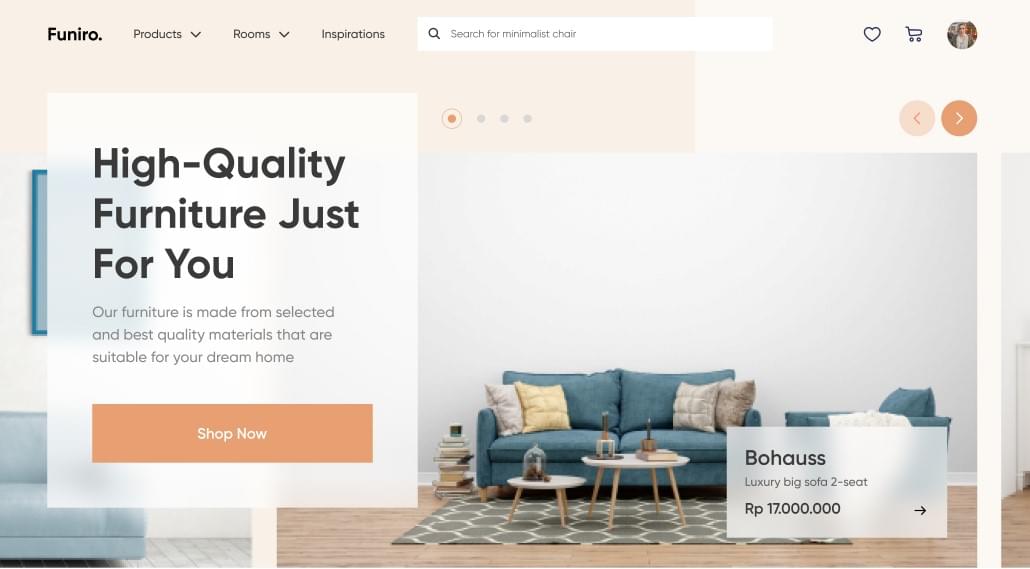 Funiro.
Products
Rooms
Inspirations
Search for minimalist chair
High-Quality
Furniture Just
For You
Our furniture is made from selected
and best quality materials that are
suitable for your dream home
Shop Now
Bohauss
Luxury big sofa 2-seat
Rp 17.000.000